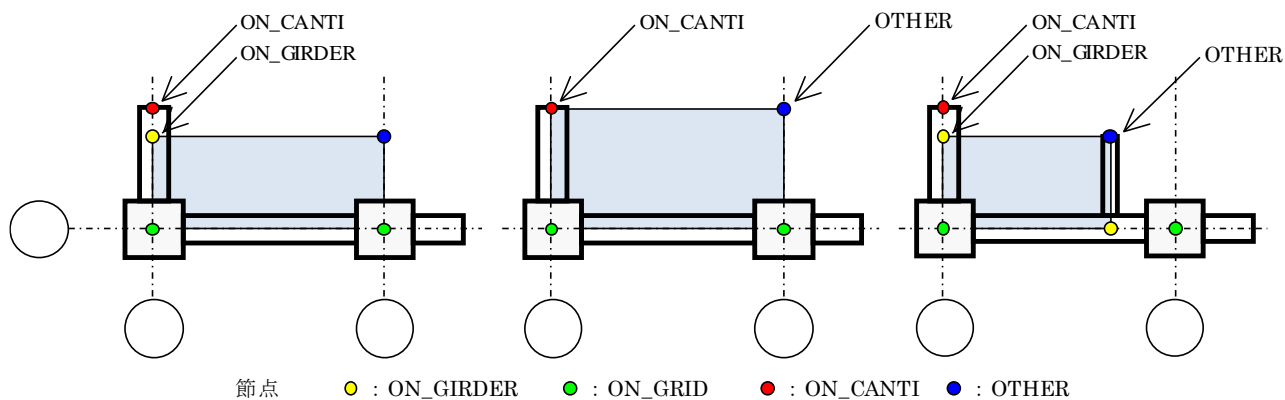 ON_CANTI
ON_GIRDER
ON_CANTI
OTHER
ON_CANTI
ON_GIRDER
OTHER
節点 : ON_GIRDER : ON_GRID : ON_CANTI : OTHER